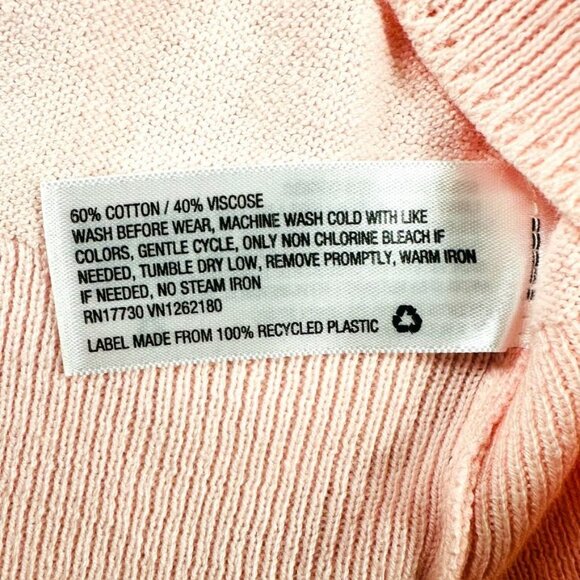 60% COTTON / 40% VISCOSE
WASH BEFORE WEAR, MACHINE WASH COLD WITH LIKE
COLORS, GENTLE CYCLE, ONLY NON CHLORINE BLEACH IF
NEEDED, TUMBLE DRY LOW, REMOVE PROMPTLY, WARM IRON
IF NEEDED, NO STEAM IRON
RN17730 VN1262180
LABEL MADE FROM 100% RECYCLED PLASTIC